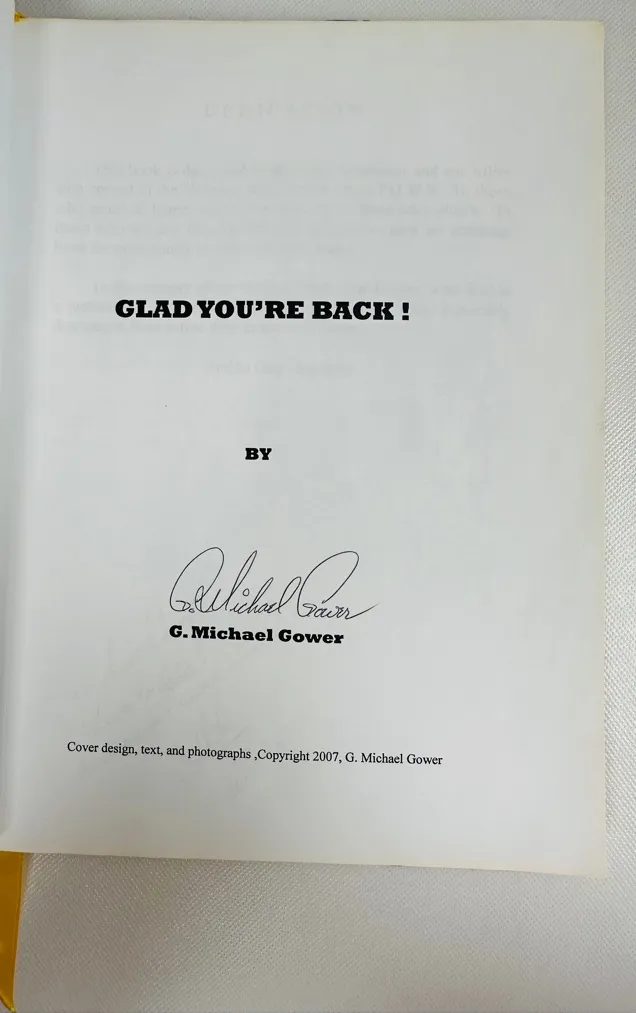 GLAD YOU'RE BACK !
BY
G. Michael Gower
G. Michael Gower
Cover design, text, and photographs ,Copyright 2007, G. Michael Gower